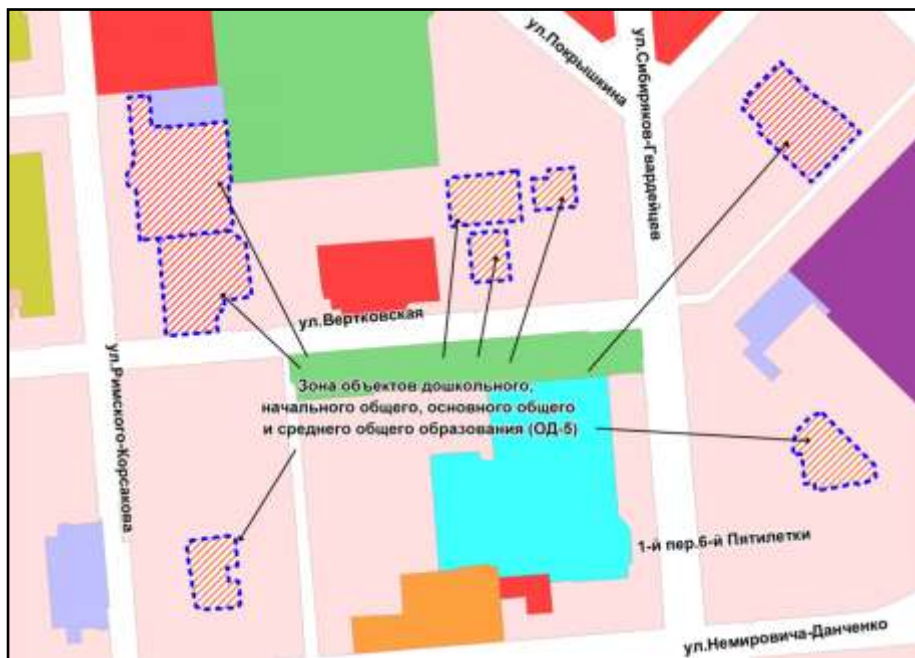 ул.Покрышкина
ул.Сибиряков-Гвардейцев
ул.Вертковская
ул.Римского-Корсакова
Зона объектов дошкольного,
начального общего, основного общего
и среднего общего образования (ОД-5)
1-й пер.6-й Пятилетки
ул.Немировича-Данченко